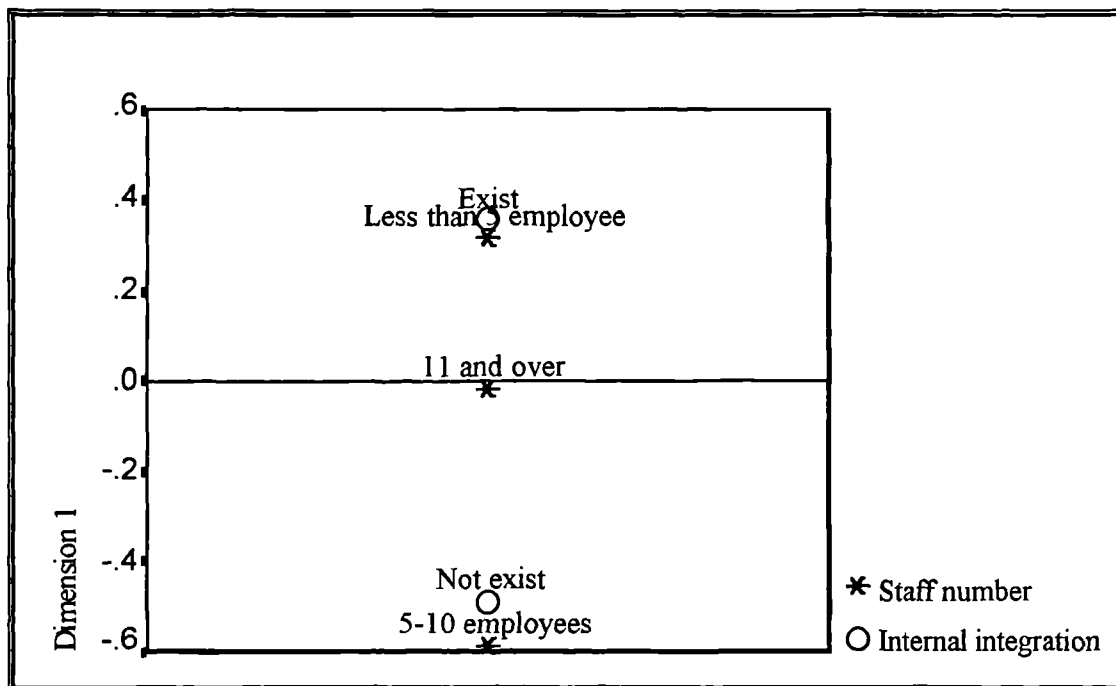 .6
.4
Exist
Less than 5 employee
.2
11 and over
.0
-.2
-.4
Not exist
5-10 employees
-.6
Dimension 1
Staff number
Internal integration